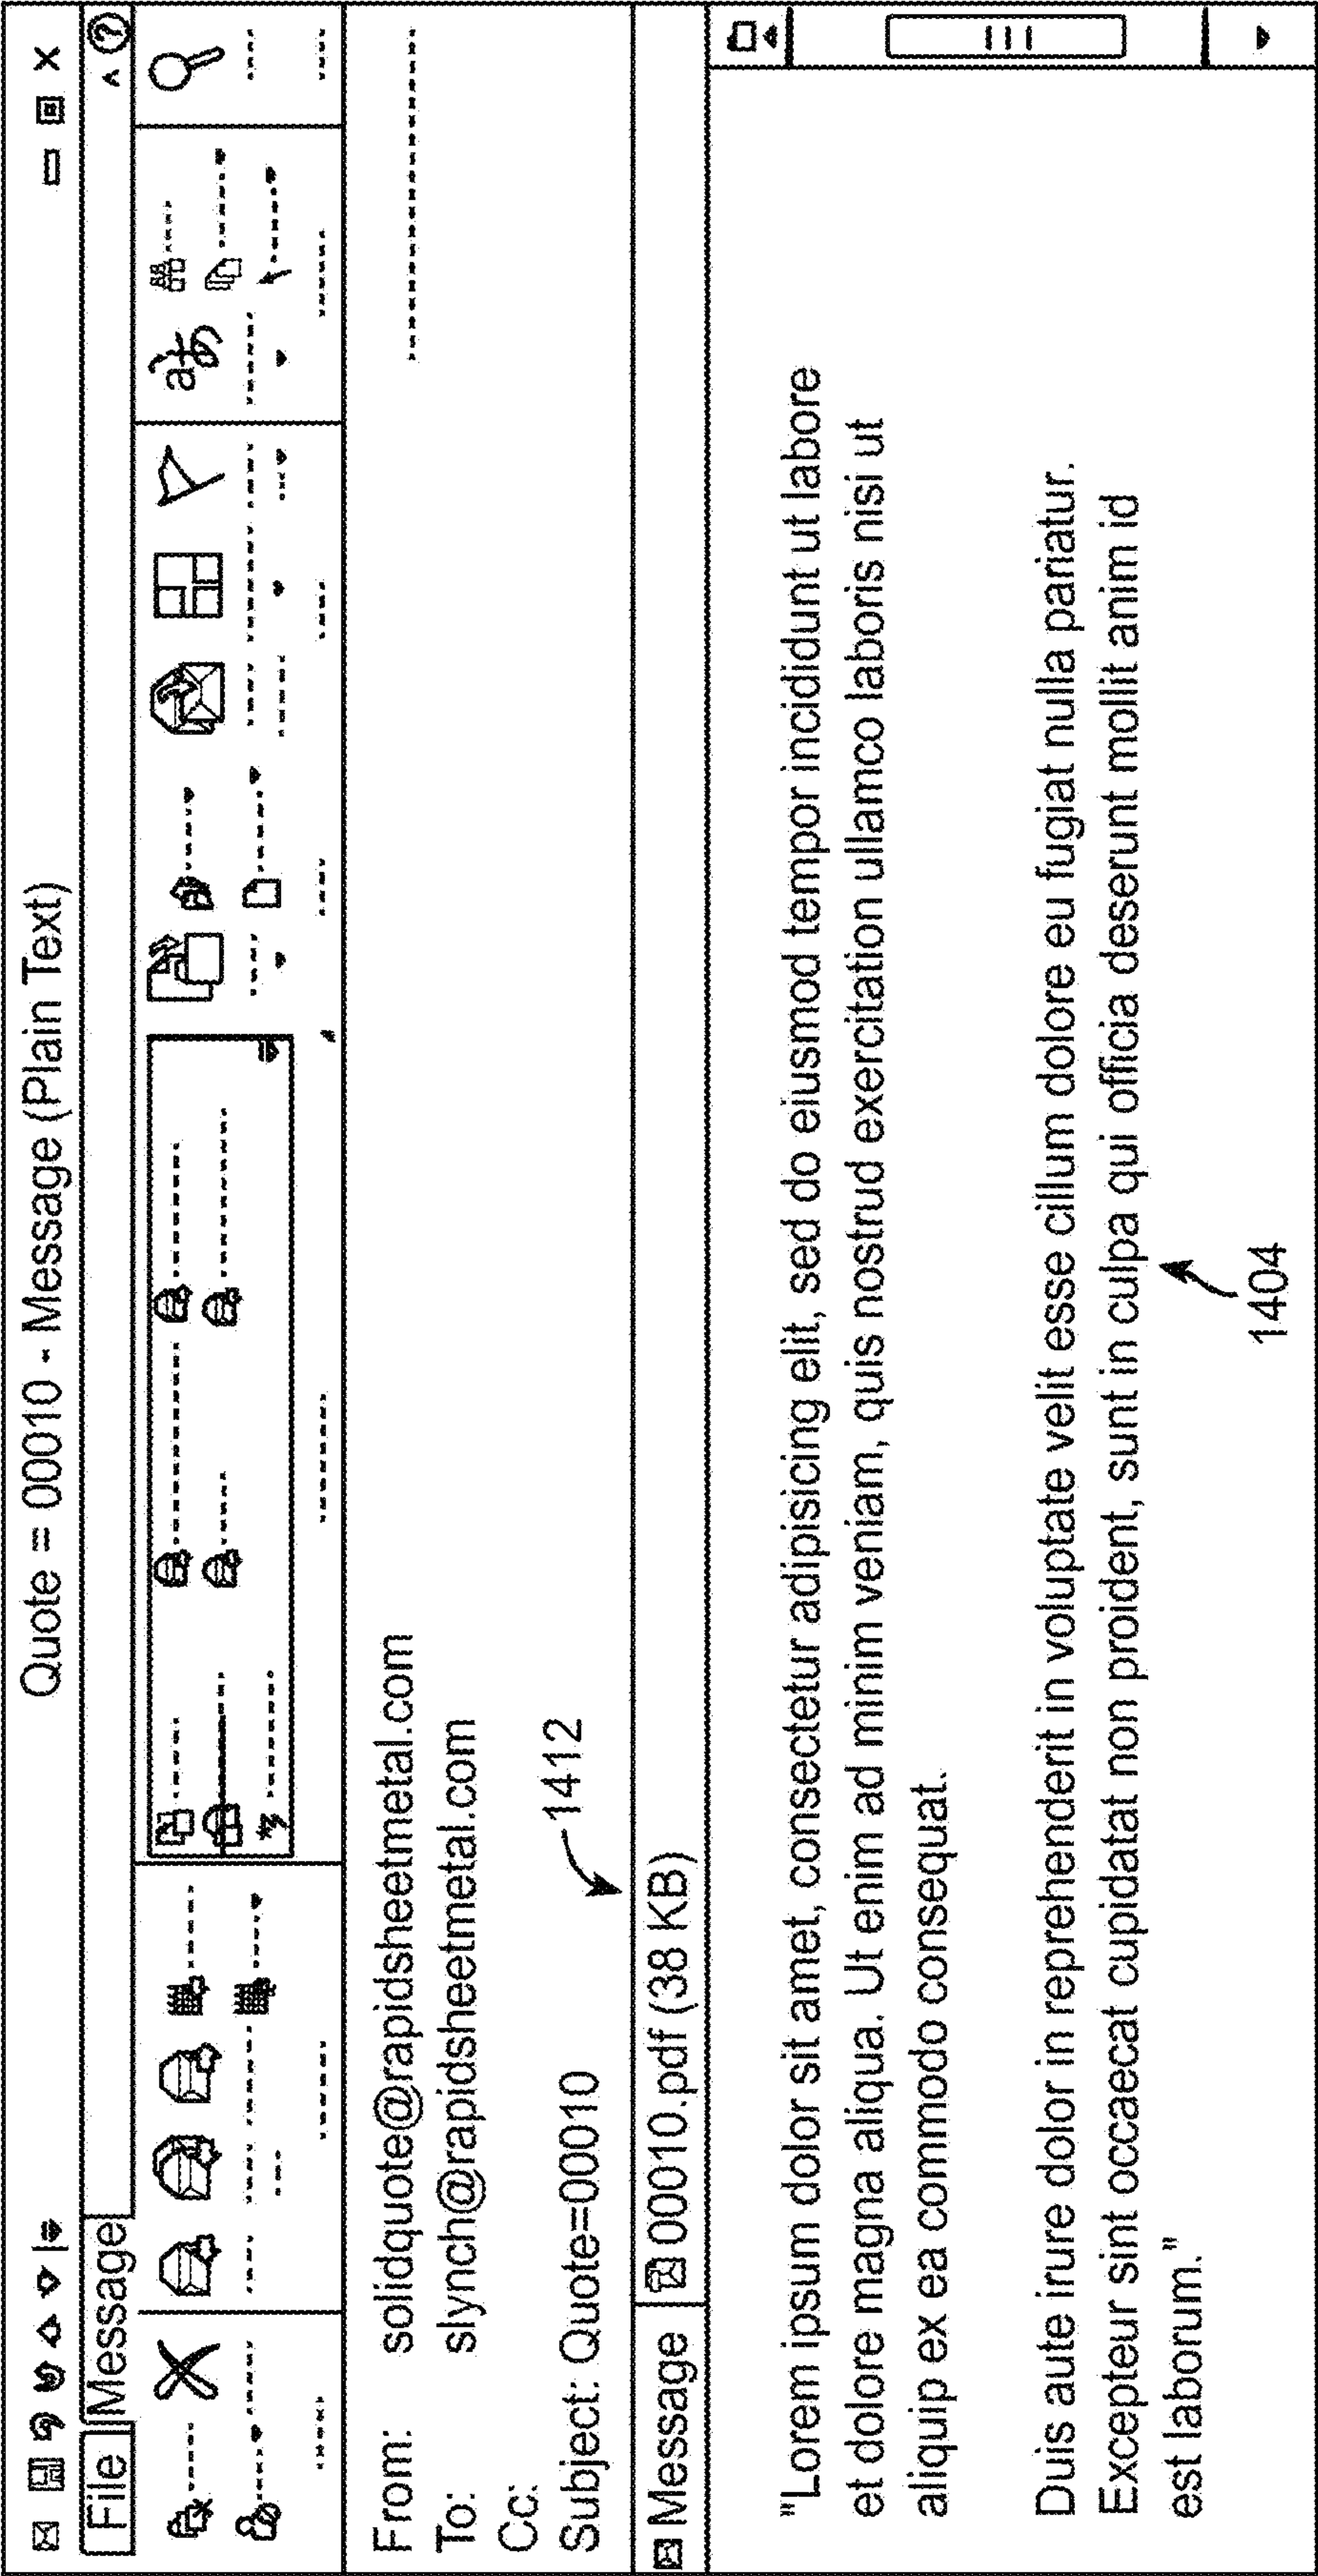 Quote = 00010 - Message (Plain Text)
File Message
aあ
From: solidquote@rapidsheetmetal.com
To: slynch@rapidsheetmetal.com
Cc:
Subject: Quote=00010
1412
Message 00010.pdf (38 KB)
"Lorem ipsum dolor sit amet, consectetur adipisicing elit, sed do eiusmod tempor incididunt ut labore
et dolore magna aliqua. Ut enim ad minim veniam, quis nostrud exercitation ullamco laboris nisi ut
aliquip ex ea commodo consequat.
Duis aute irure dolor in reprehenderit in voluptate velit esse cillum dolore eu fugiat nulla pariatur.
Excepteur sint occaecat cupidatat non proident, sunt in culpa qui officia deserunt mollit anim id
est laborum."
1404